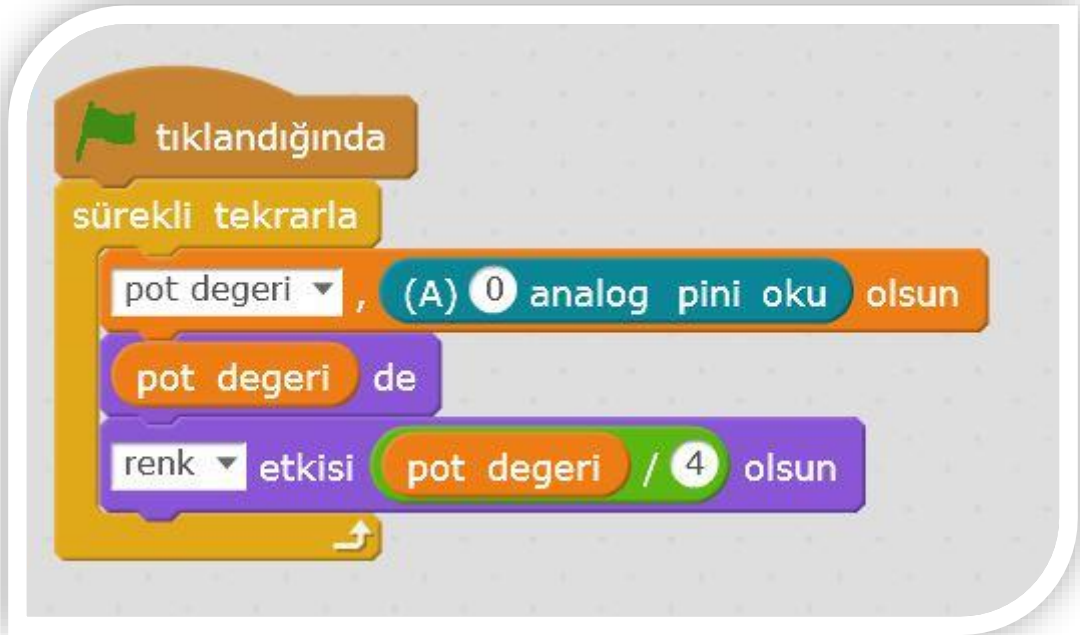 tıklandığında
sürekli tekrarla
pot degeri , (A) 0 analog pini oku olsun
pot degeri de
renk etkisi pot degeri / 4 olsun